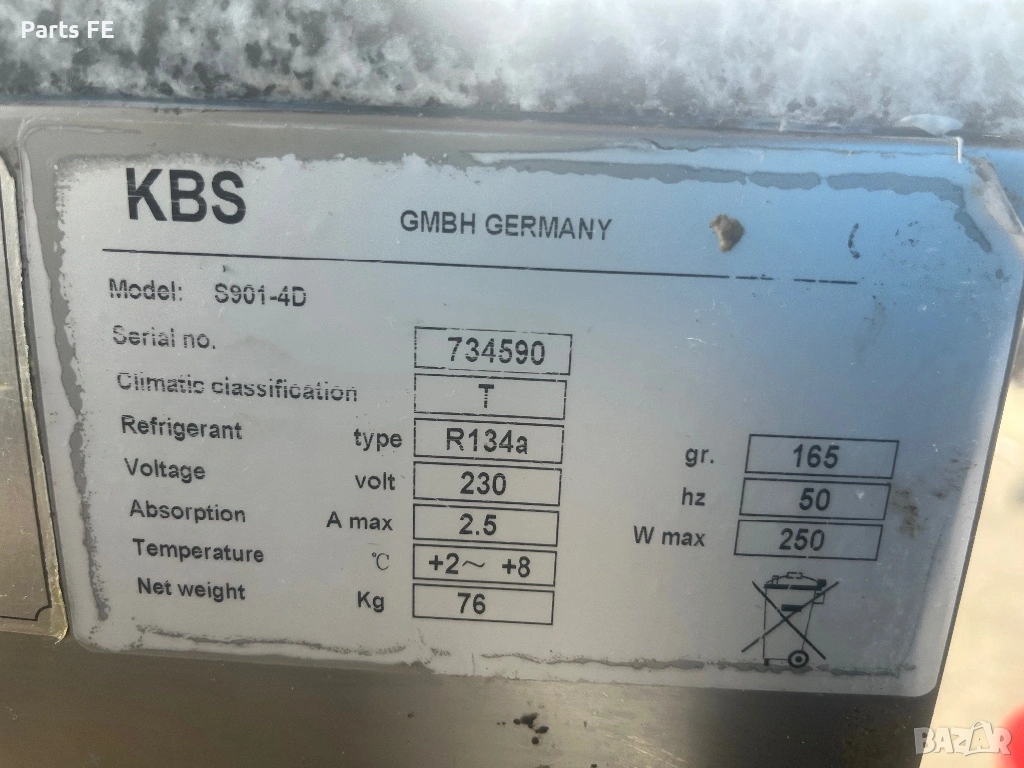 Parts FE
KBS GMBH GERMANY
Model: S901-4D
Serial no. 734590
Climatic classification T
Refrigerant type R134a gr. 165
Voltage volt 230 hz 50
Absorption A max 2.5 W max 250
Temperature °C +2~ +8
Net weight Kg 76
BAZAR